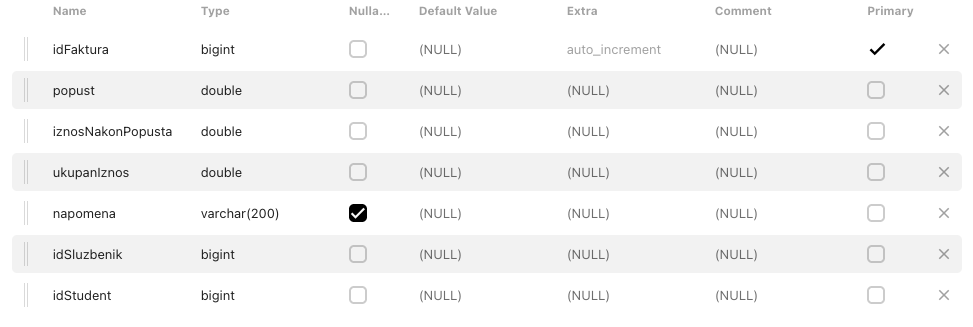 Name Type Nulla... Default Value Extra Comment Primary
idFaktura bigint (NULL) auto_increment (NULL)
popust double (NULL) (NULL) (NULL)
iznosNakonPopusta double (NULL) (NULL) (NULL)
ukupanIznos double (NULL) (NULL) (NULL)
napomena varchar(200) (NULL) (NULL) (NULL)
idSluzbenik bigint (NULL) (NULL) (NULL)
idStudent bigint (NULL) (NULL) (NULL)